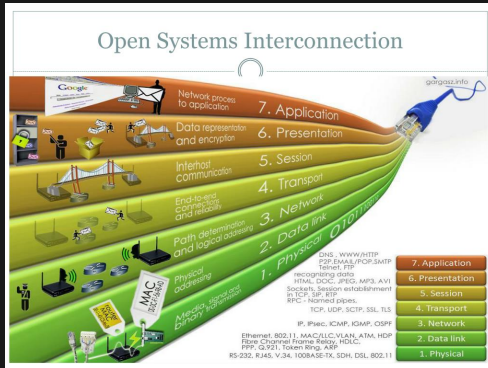 Open Systems Interconnection
gargasz.info
Google
Network process
to application
7. Application
Data representation
and encryption
6. Presentation
Interhost
communication
5. Session
End-to-end
connections
and reliability
4. Transport
Path determination
and logical addressing
3. Network
Physical
addressing
2. Data link
Media, signal and
binary transmission
1. Physical
MAC
DNS, WWW/HTTP
P2P, EMAIL/POP, SMTP
Telnet, FTP
recognizing data
HTML, DOC, JPEG, MP3, AVI
Sockets, Session establishment
in TCP, SIP, RTP
RPC - Named pipes,
TCP, UDP, SCTP, SSL, TLS
IP, IPsec, ICMP, IGMP, OSPF
Ethernet, 802.11, MAC/LLC, VLAN, ATM, HDP
Fibre Channel, Frame Relay, HDLC,
PPP, Q.921, Token Ring, ARP
RS-232, RJ45, V.34, 100BASE-TX, SDH, DSL, 802.11
7. Application
6. Presentation
5. Session
4. Transport
3. Network
2. Data link
1. Physical